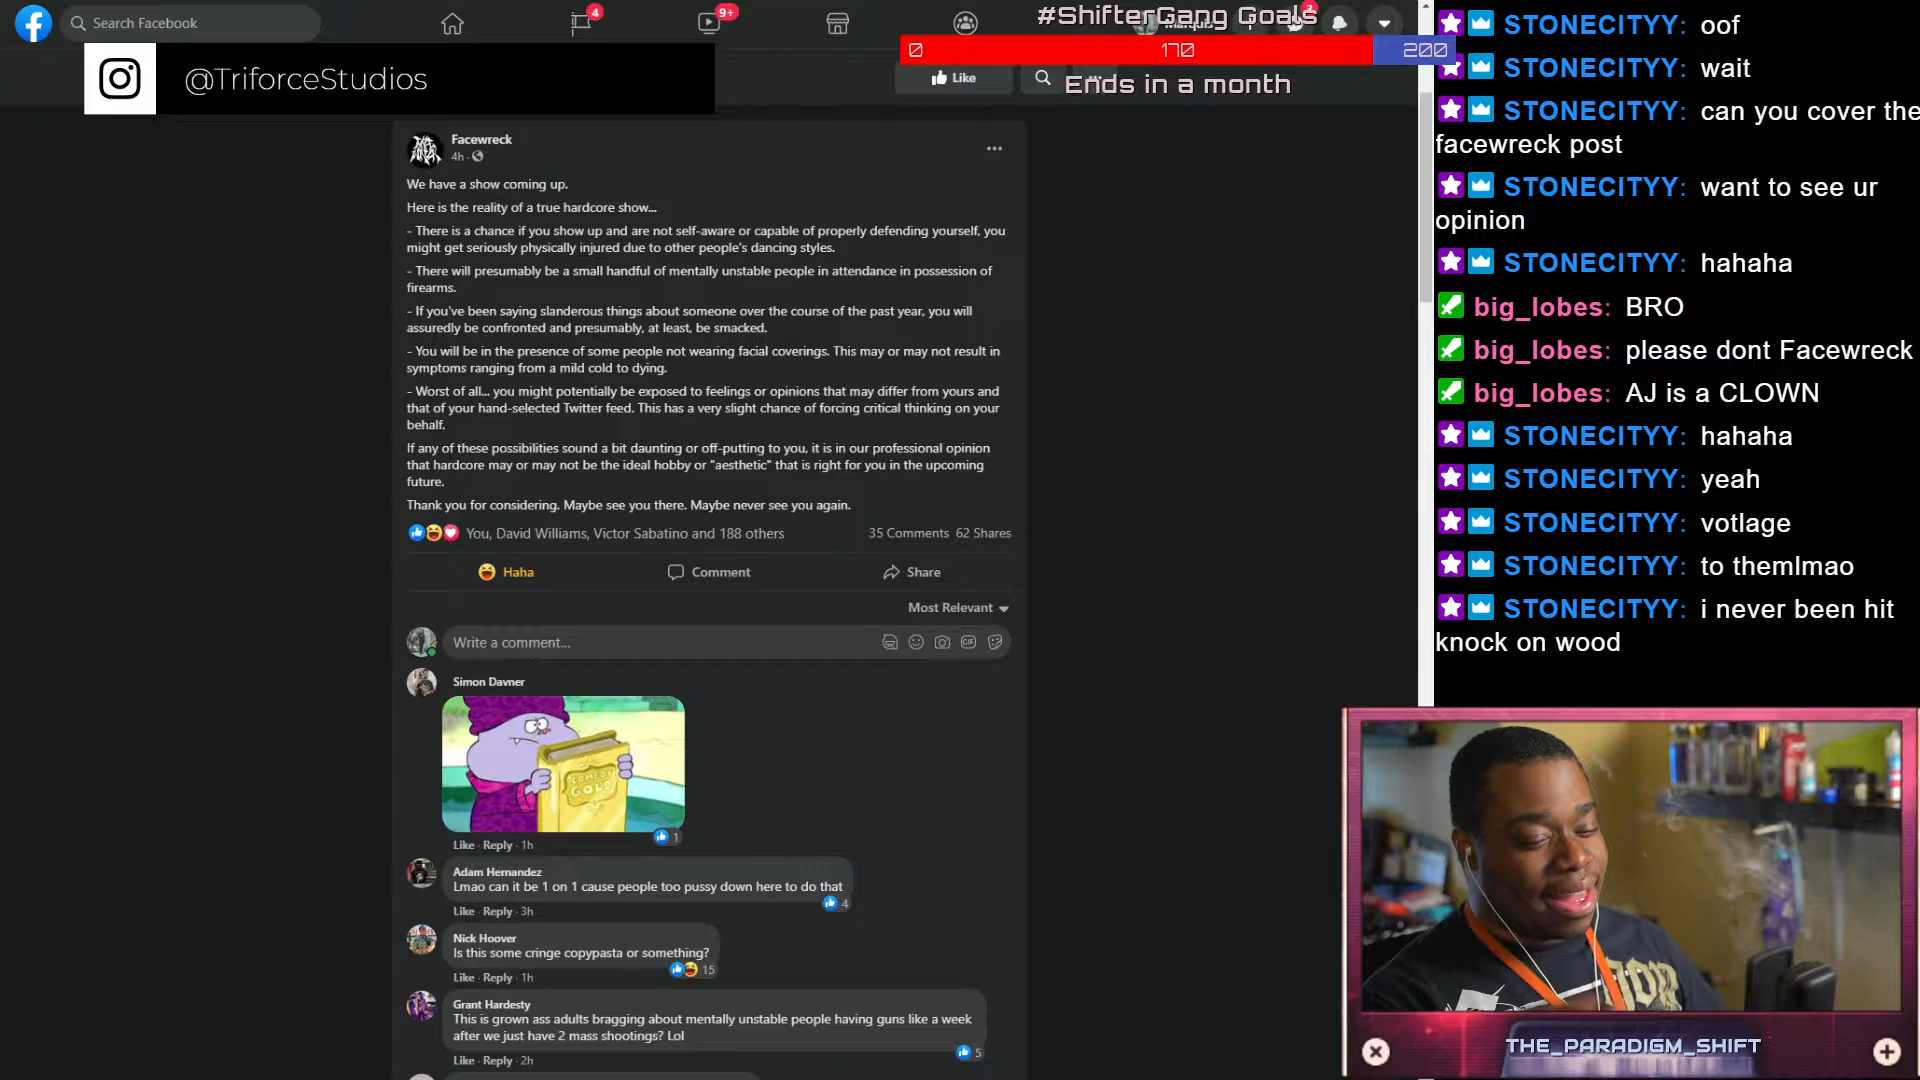 Search Facebook
4
9+
#ShifterGang Goals
0 170 200
Ends in a month
@TriforceStudios
Like
Facewreck
4h
We have a show coming up.
Here is the reality of a true hardcore show...
- There is a chance if you show up and are not self-aware or capable of properly defending yourself, you
might get seriously physically injured due to other people's dancing styles.
- There will presumably be a small handful of mentally unstable people in attendance in possession of
firearms.
- If you've been saying slanderous things about someone over the course of the past year, you will
assuredly be confronted and presumably, at least, be smacked.
- You will be in the presence of some people not wearing facial coverings. This may or may not result in
symptoms ranging from a mild cold to dying.
- Worst of all... you might potentially be exposed to feelings or opinions that may differ from yours and
that of your hand-selected Twitter feed. This has a very slight chance of forcing critical thinking on your
behalf.
If any of these possibilities sound a bit daunting or off-putting to you, it is in our professional opinion
that hardcore may or may not be the ideal hobby or "aesthetic" that is right for you in the upcoming
future.
Thank you for considering. Maybe see you there. Maybe never see you again.
You, David Williams, Victor Sabatino and 188 others
35 Comments 62 Shares
Haha
Comment
Share
Most Relevant
Write a comment...
GIF
Simon Davner
COMEDY
GOLD
1
Like · Reply · 1h
Adam Hernandez
Lmao can it be 1 on 1 cause people too pussy down here to do that
4
Like · Reply · 3h
Nick Hoover
Is this some cringe copypasta or something?
15
Like · Reply · 1h
Grant Hardesty
This is grown ass adults bragging about mentally unstable people having guns like a week
after we just have 2 mass shootings? Lol
5
Like · Reply · 2h
STONECITYY: oof
STONECITYY: wait
STONECITYY: can you cover the
facewreck post
STONECITYY: want to see ur
opinion
STONECITYY: hahaha
big_lobes: BRO
big_lobes: please dont Facewreck
big_lobes: AJ is a CLOWN
STONECITYY: hahaha
STONECITYY: yeah
STONECITYY: votlage
STONECITYY: to themlmao
STONECITYY: i never been hit
knock on wood
THE_PARADIGM_SHIFT